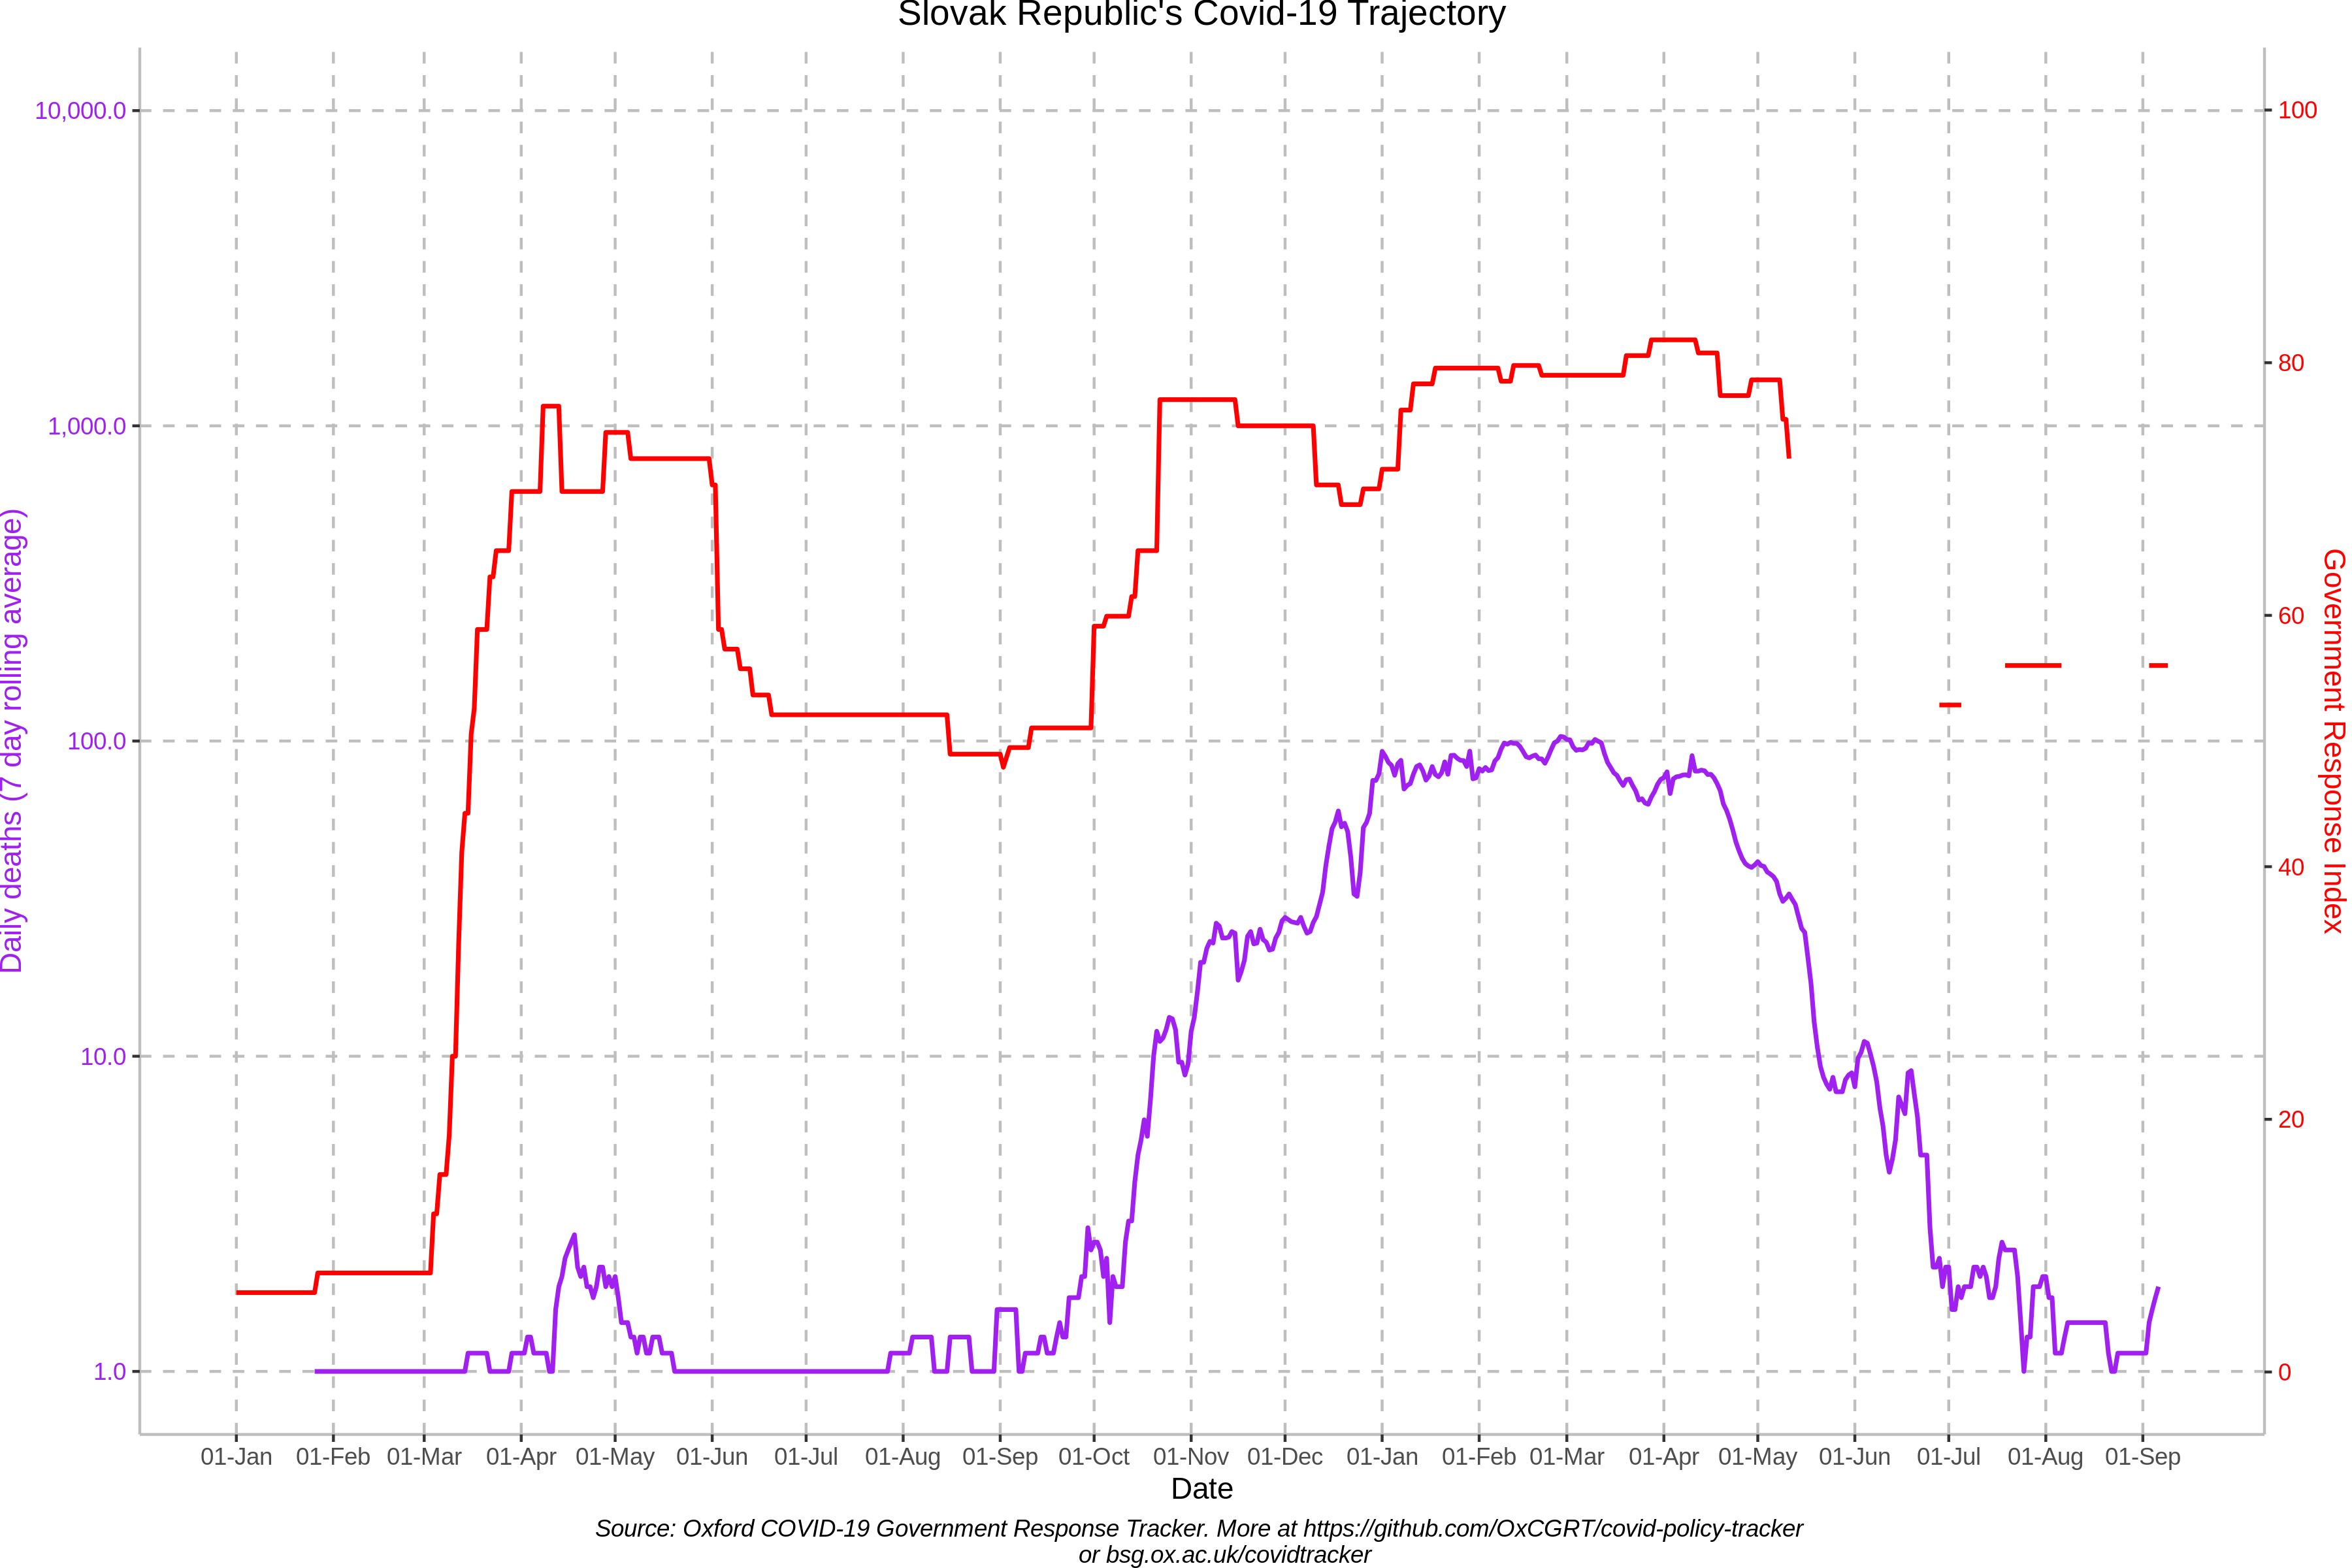 Slovak Republic's Covid-19 Trajectory
10,000.0
1,000.0
100.0
10.0
1.0
Daily deaths (7 day rolling average)
100
80
60
40
20
0
Government Response Index
01-Jan 01-Feb 01-Mar 01-Apr 01-May 01-Jun 01-Jul 01-Aug 01-Sep 01-Oct 01-Nov 01-Dec 01-Jan 01-Feb 01-Mar 01-Apr 01-May 01-Jun 01-Jul 01-Aug 01-Sep
Date
Source: Oxford COVID-19 Government Response Tracker. More at https://github.com/OxCGRT/covid-policy-tracker
or bsg.ox.ac.uk/covidtracker